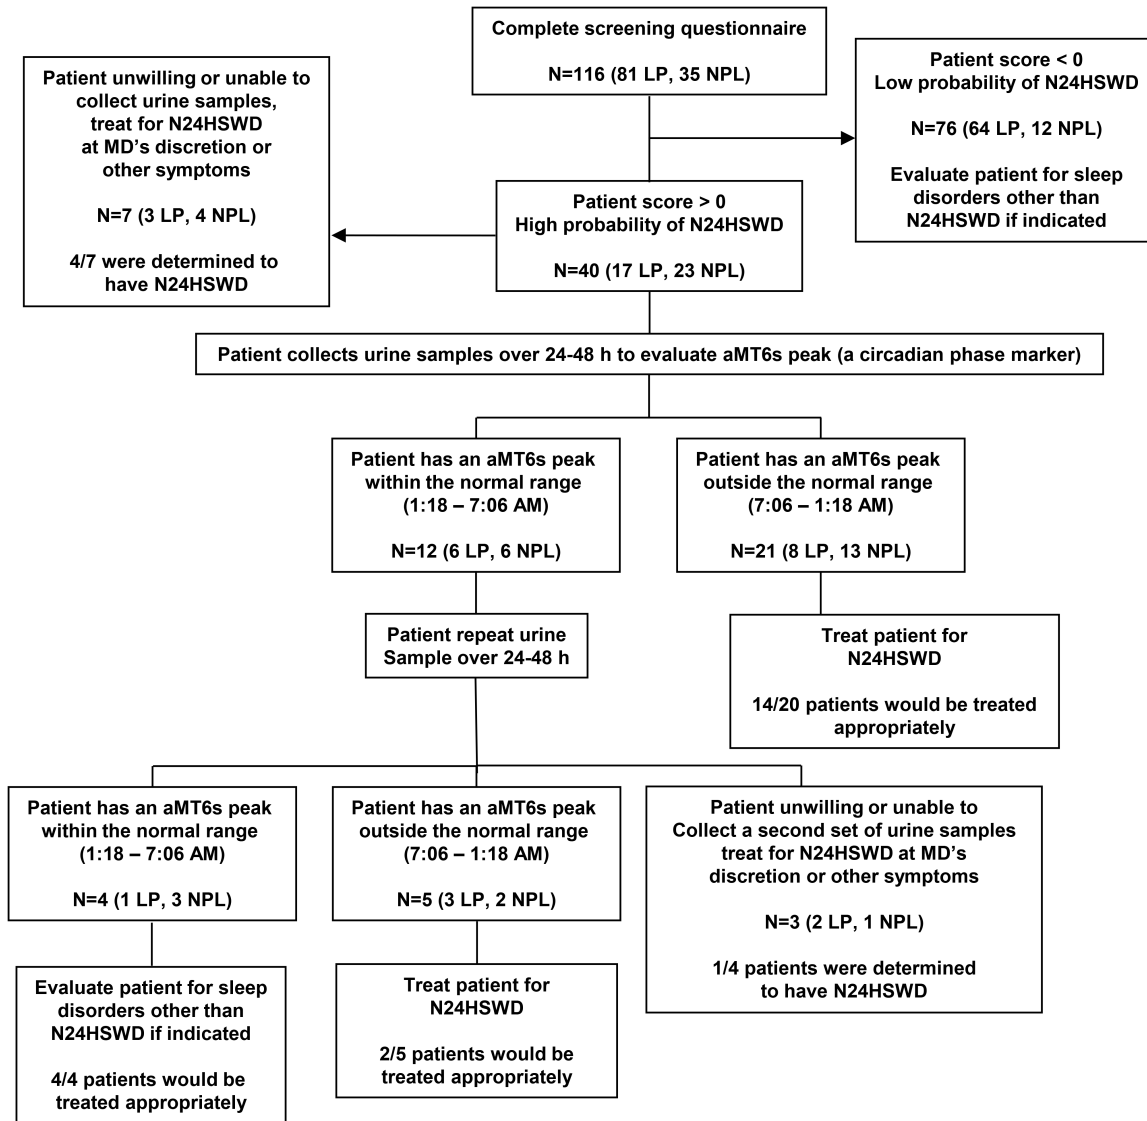 Complete screening questionnaire
N=116 (81 LP, 35 NPL)
Patient score < 0
Low probability of N24HSWD
N=76 (64 LP, 12 NPL)
Evaluate patient for sleep
disorders other than
N24HSWD if indicated
Patient unwilling or unable to
collect urine samples,
treat for N24HSWD
at MD's discretion or
other symptoms
N=7 (3 LP, 4 NPL)
4/7 were determined to
have N24HSWD
Patient score > 0
High probability of N24HSWD
N=40 (17 LP, 23 NPL)
Patient collects urine samples over 24-48 h to evaluate aMT6s peak (a circadian phase marker)
Patient has an aMT6s peak
within the normal range
(1:18 – 7:06 AM)
N=12 (6 LP, 6 NPL)
Patient has an aMT6s peak
outside the normal range
(7:06 – 1:18 AM)
N=21 (8 LP, 13 NPL)
Patient repeat urine
Sample over 24-48 h
Treat patient for
N24HSWD
14/20 patients would be treated
appropriately
Patient has an aMT6s peak
within the normal range
(1:18 – 7:06 AM)
N=4 (1 LP, 3 NPL)
Patient has an aMT6s peak
outside the normal range
(7:06 – 1:18 AM)
N=5 (3 LP, 2 NPL)
Patient unwilling or unable to
Collect a second set of urine samples
treat for N24HSWD at MD's
discretion or other symptoms
N=3 (2 LP, 1 NPL)
1/4 patients were determined
to have N24HSWD
Evaluate patient for sleep
disorders other than
N24HSWD if indicated
4/4 patients would be
treated appropriately
Treat patient for
N24HSWD
2/5 patients would be
treated appropriately